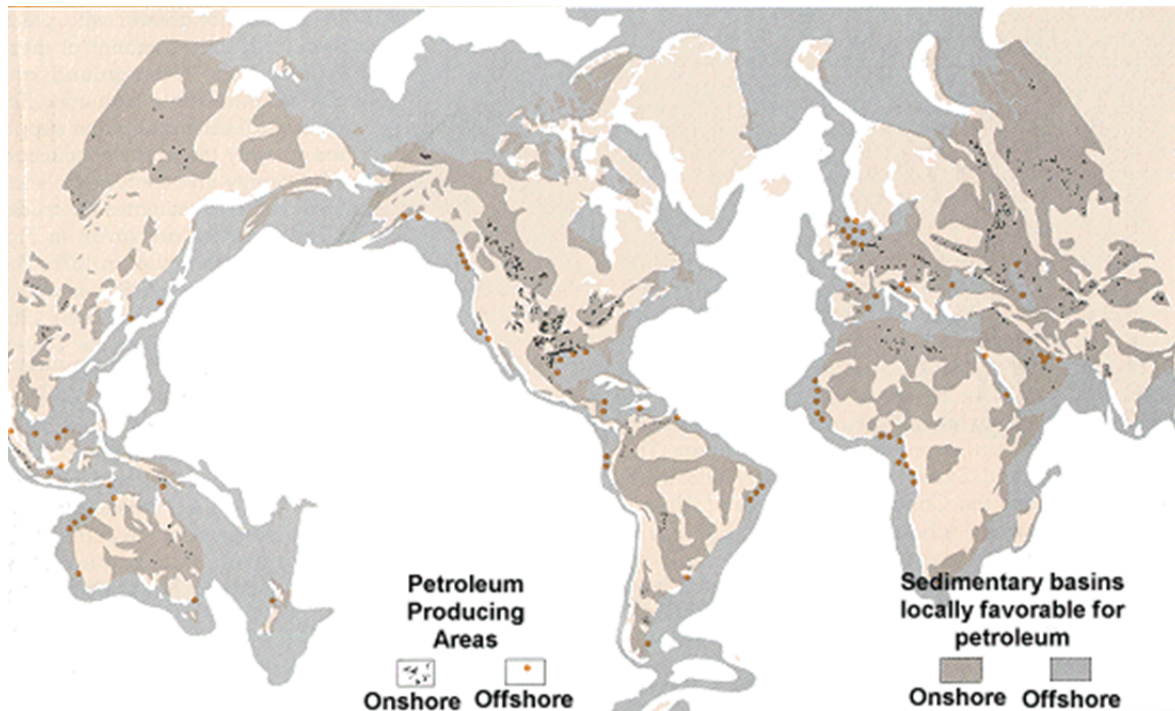 Petroleum
Producing
Areas
Onshore Offshore
Sedimentary basins
locally favorable for
petroleum
Onshore Offshore